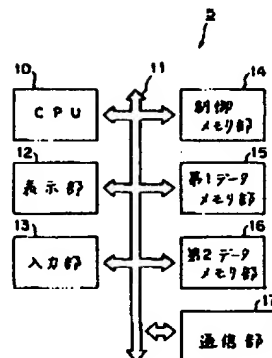 5
10
11
14
CPU
制御
メモリ部
12
15
表示部
第1データ
メモリ部
13
16
入力部
第2データ
メモリ部
17
通信部